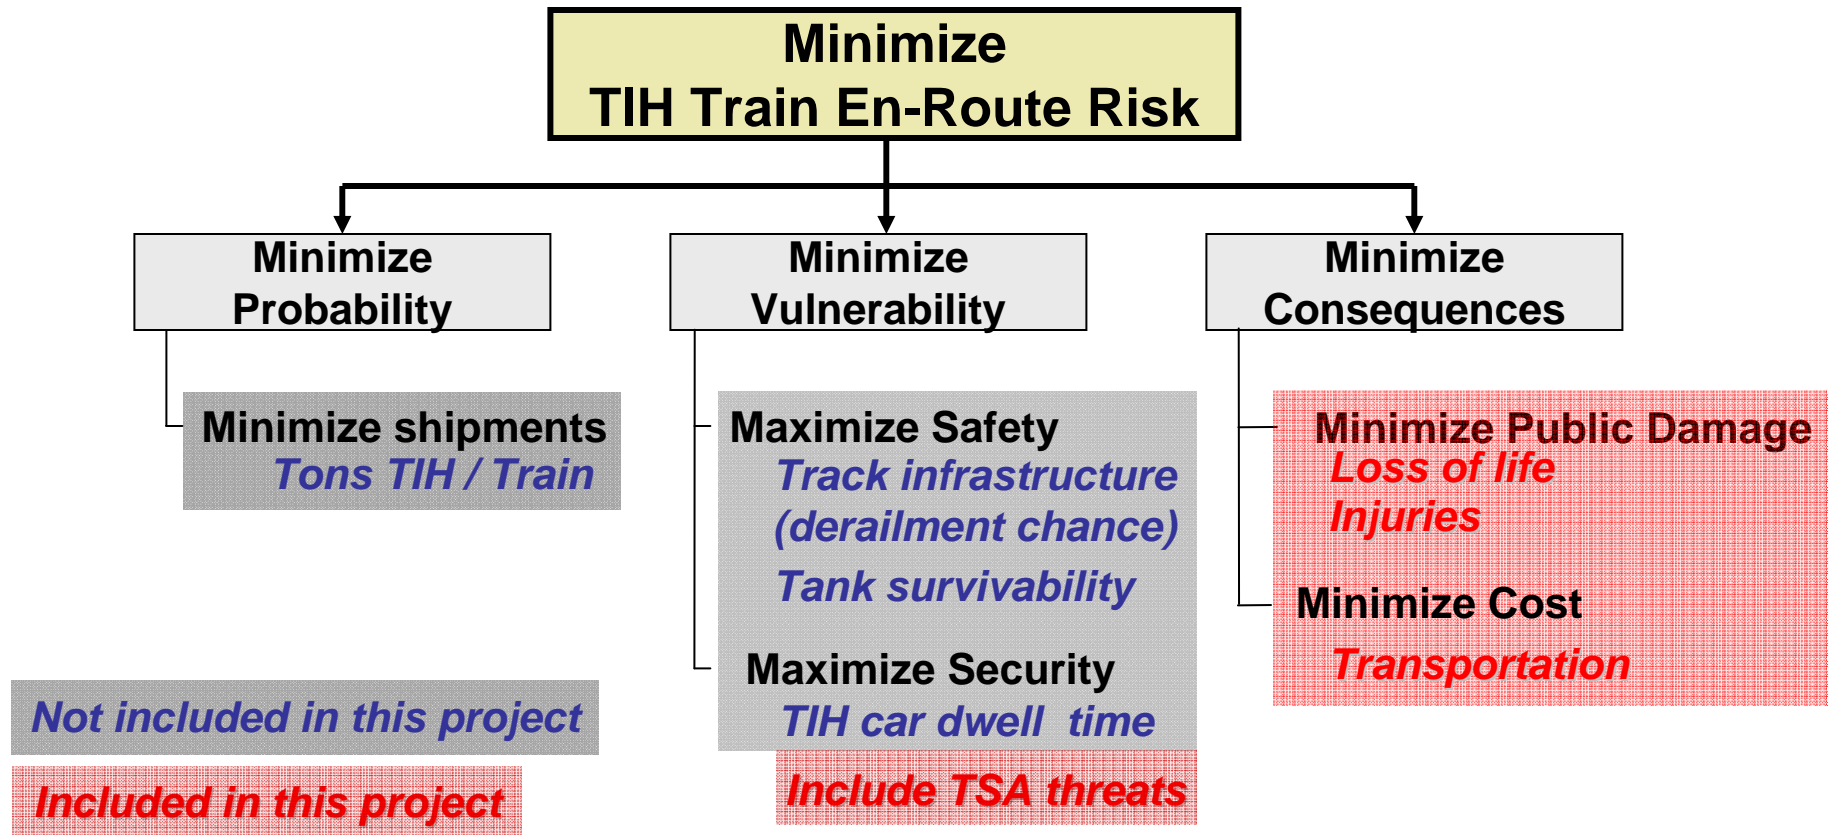 Minimize
TIH Train En-Route Risk
Minimize
Probability
Minimize shipments
Tons TIH / Train
Minimize
Vulnerability
Maximize Safety
Track infrastructure
(derailment chance)
Tank survivability
Maximize Security
TIH car dwell time
Include TSA threats
Minimize
Consequences
Minimize Public Damage
Loss of life
Injuries
Minimize Cost
Transportation
Not included in this project
Included in this project